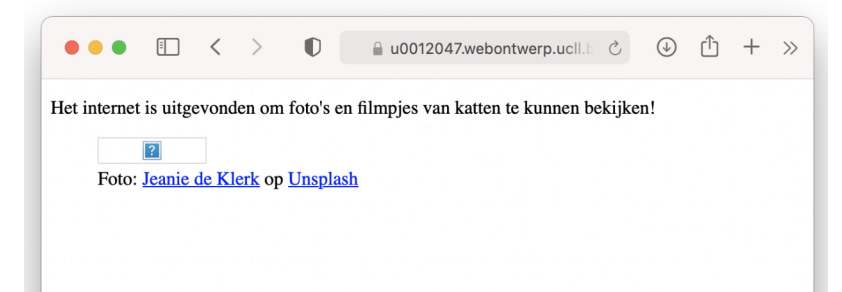 u0012047.webontwerp.ucll.b
Het internet is uitgevonden om foto's en filmpjes van katten te kunnen bekijken!
?
Foto: Jeanie de Klerk op Unsplash